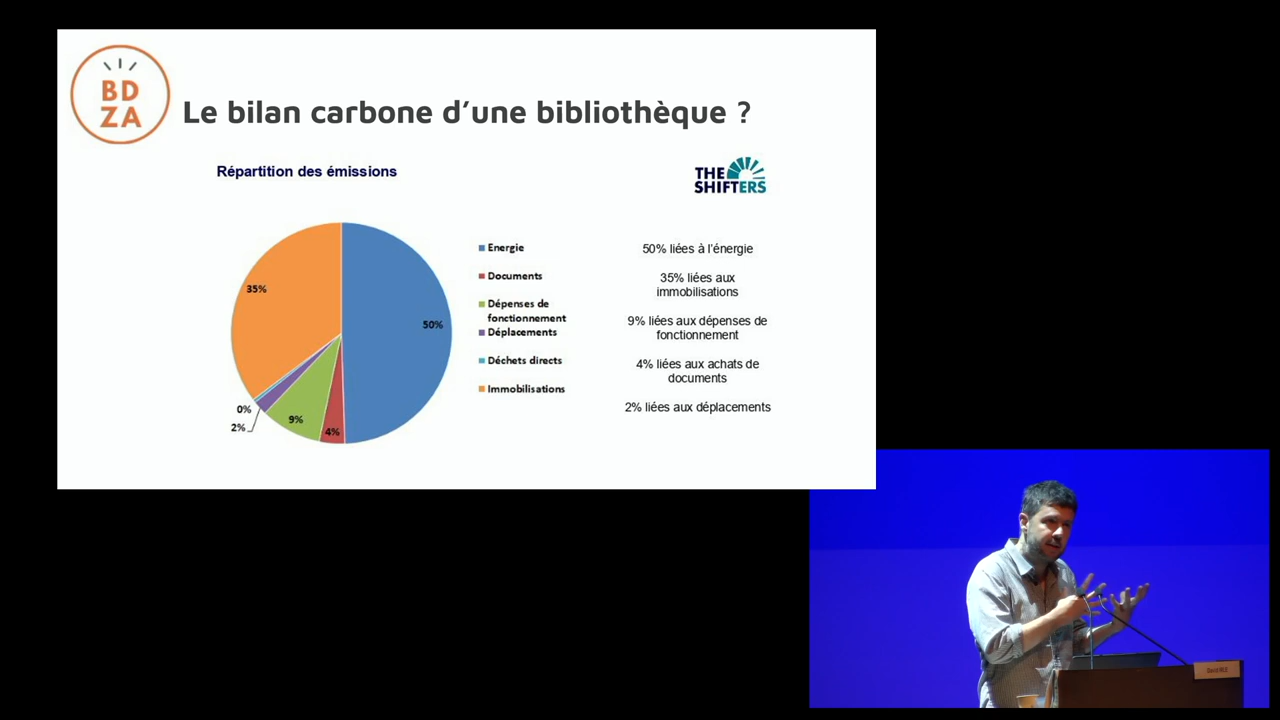 BD
ZA
Le bilan carbone d'une bibliothèque ?
Répartition des émissions
THE
SHIFTERS
35%
50%
0%
2%
9%
4%
Energie
Documents
Dépenses de
fonctionnement
Déplacements
Déchets directs
Immobilisations
50% liées à l'énergie
35% liées aux
immobilisations
9% liées aux dépenses de
fonctionnement
4% liées aux achats de
documents
2% liées aux déplacements